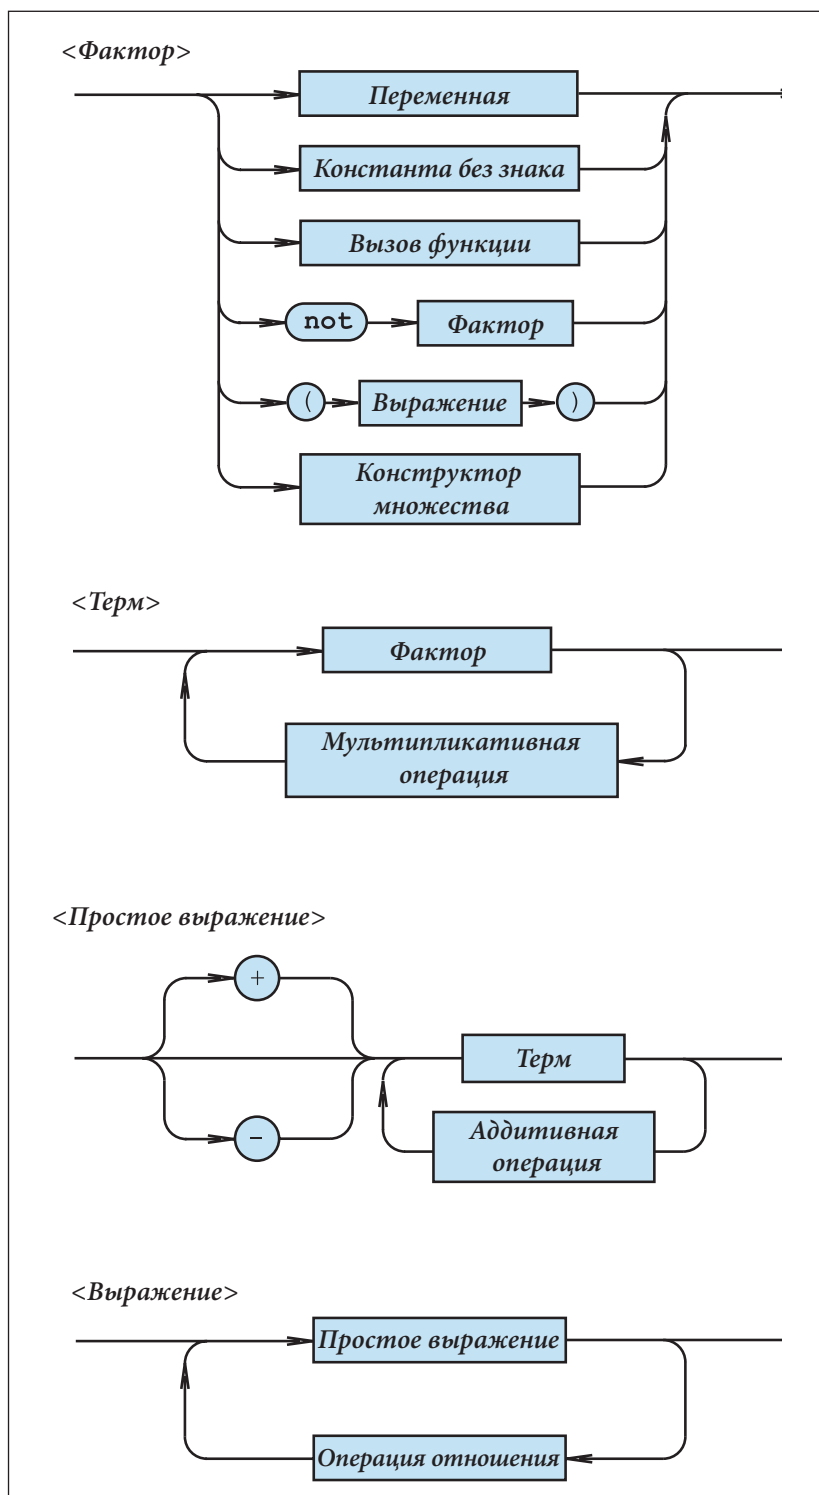 <Фактор>
Переменная
Константа без знака
Вызов функции
not Фактор
( Выражение )
Конструктор
множества
<Терм>
Фактор
Мультипликативная
операция
<Простое выражение>
+
Терм
−
Аддитивная
операция
<Выражение>
Простое выражение
Операция отношения